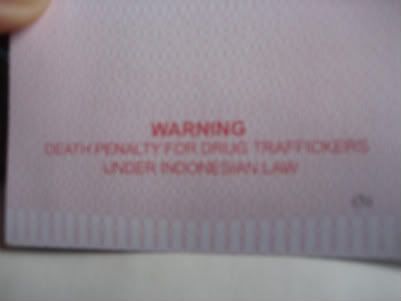 WARNING
DEATH PENALTY FOR DRUG TRAFFICKERS
UNDER INDONESIAN LAW